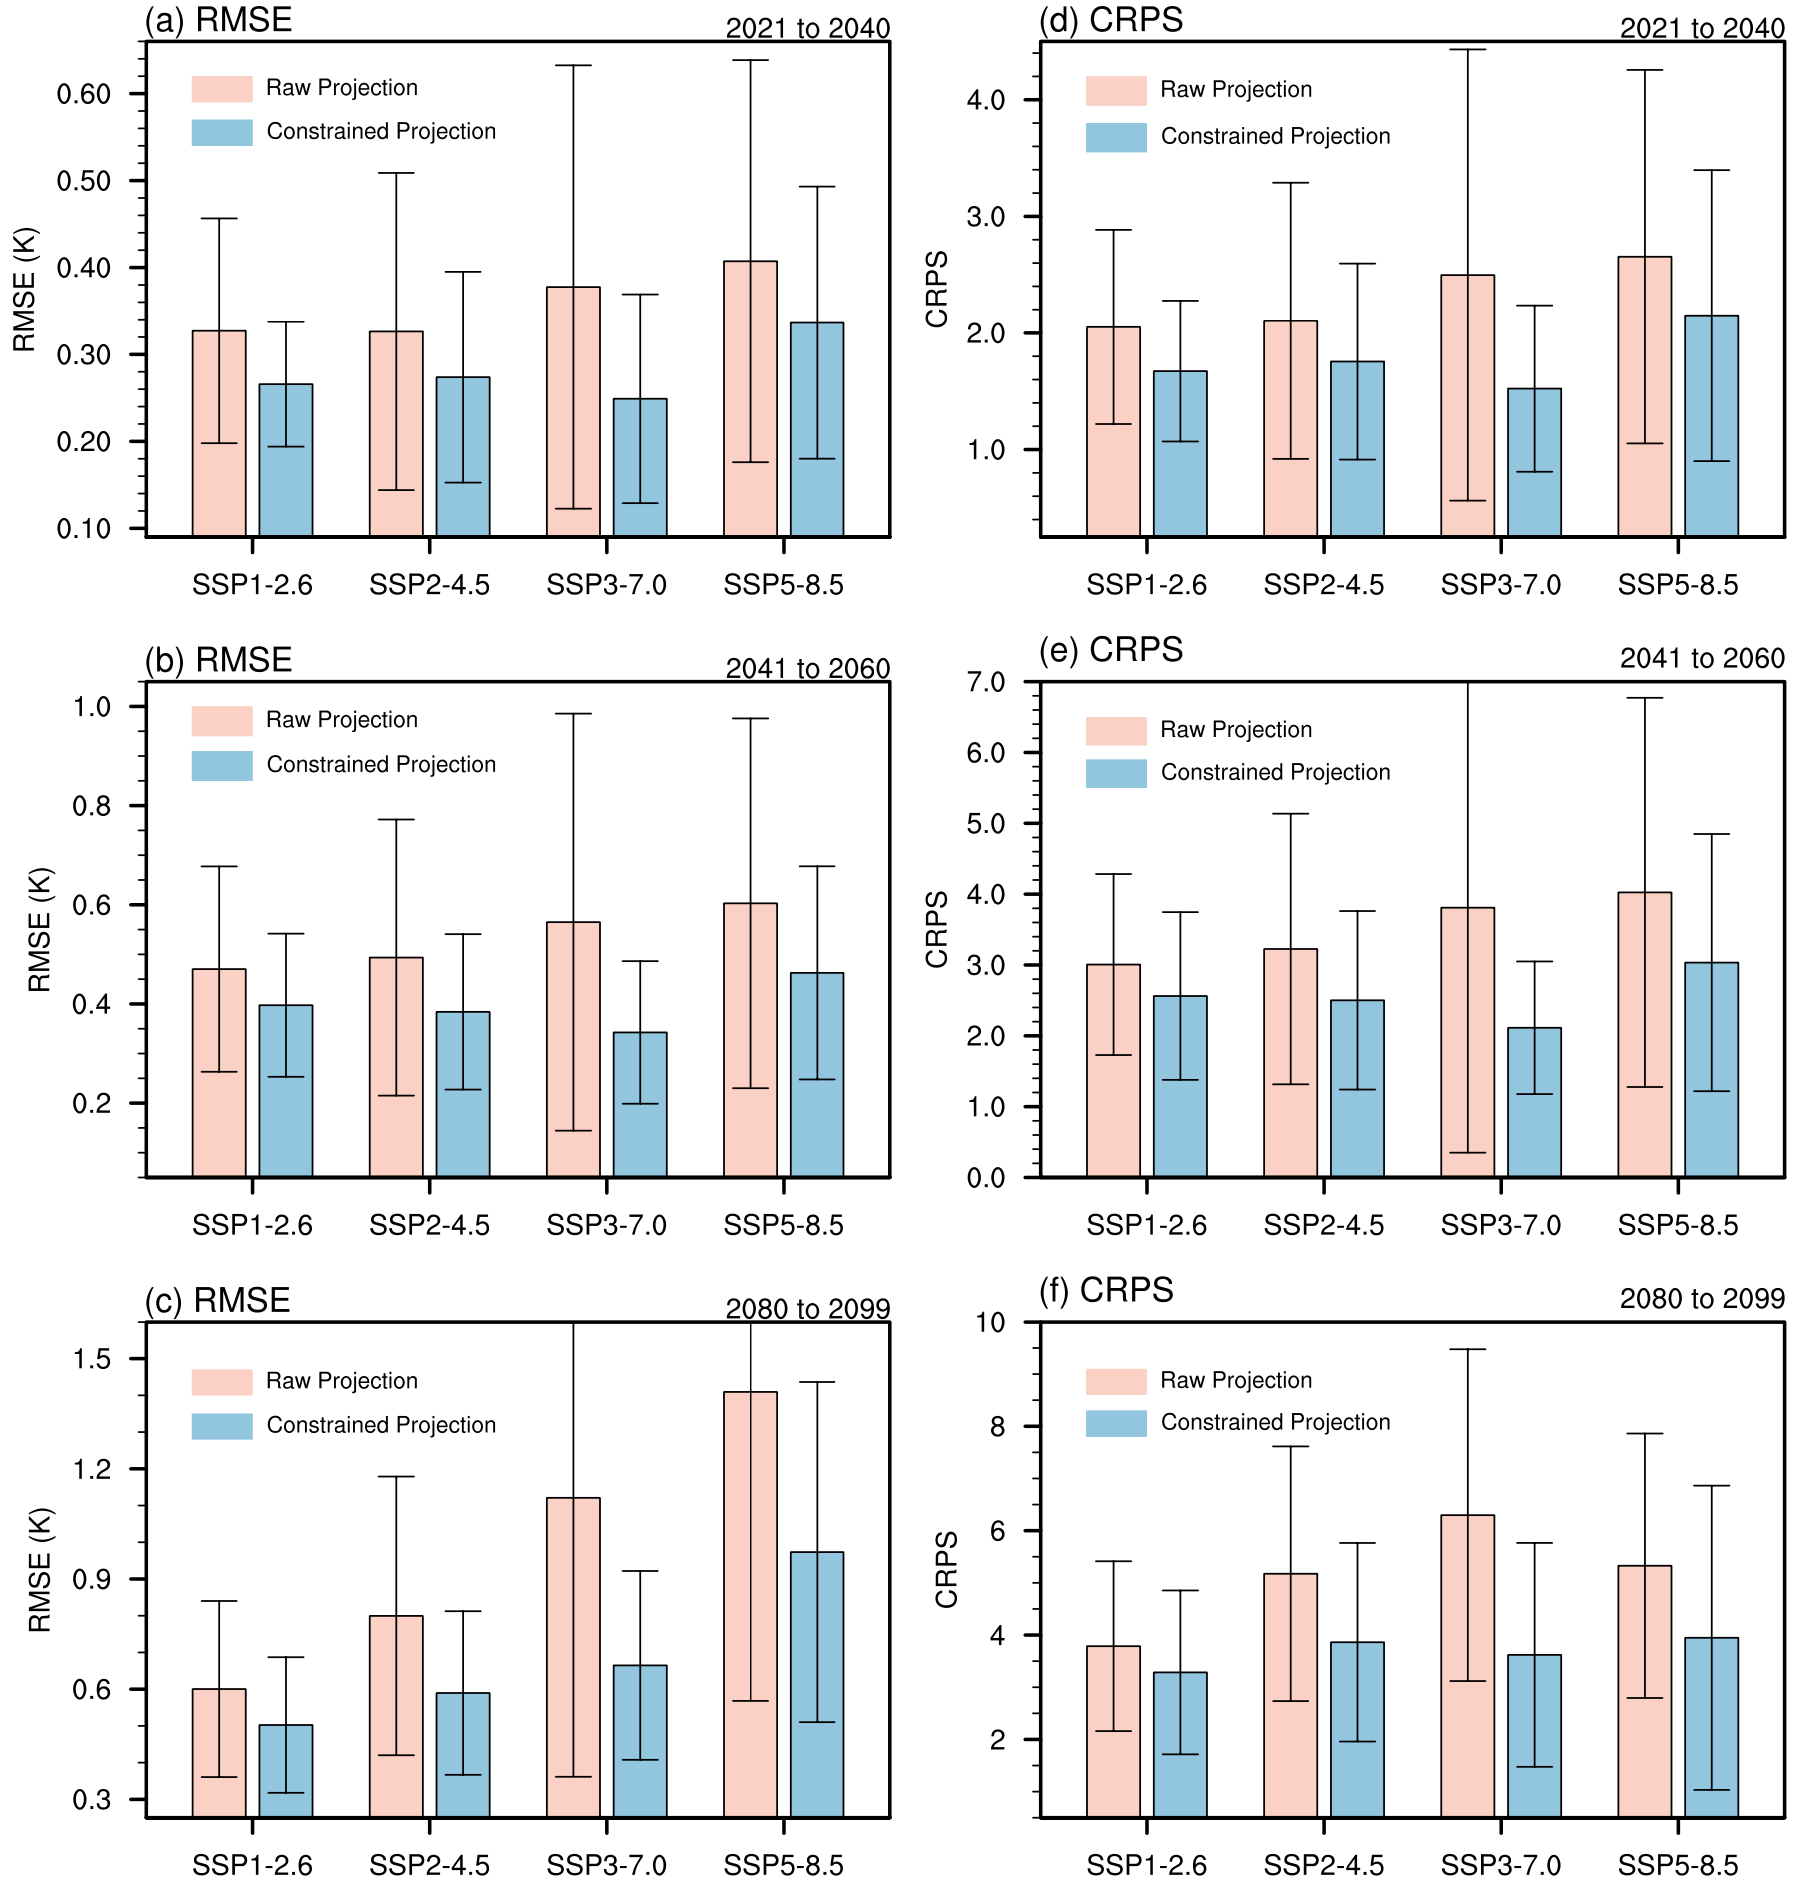 (a) RMSE
2021 to 2040
Raw Projection
Constrained Projection
RMSE (K)
0.60
0.50
0.40
0.30
0.20
0.10
SSP1-2.6 SSP2-4.5 SSP3-7.0 SSP5-8.5
(d) CRPS
2021 to 2040
Raw Projection
Constrained Projection
CRPS
4.0
3.0
2.0
1.0
SSP1-2.6 SSP2-4.5 SSP3-7.0 SSP5-8.5
(b) RMSE
2041 to 2060
Raw Projection
Constrained Projection
RMSE (K)
1.0
0.8
0.6
0.4
0.2
SSP1-2.6 SSP2-4.5 SSP3-7.0 SSP5-8.5
(e) CRPS
2041 to 2060
Raw Projection
Constrained Projection
CRPS
7.0
6.0
5.0
4.0
3.0
2.0
1.0
0.0
SSP1-2.6 SSP2-4.5 SSP3-7.0 SSP5-8.5
(c) RMSE
2080 to 2099
Raw Projection
Constrained Projection
RMSE (K)
1.5
1.2
0.9
0.6
0.3
SSP1-2.6 SSP2-4.5 SSP3-7.0 SSP5-8.5
(f) CRPS
2080 to 2099
Raw Projection
Constrained Projection
CRPS
10
8
6
4
2
SSP1-2.6 SSP2-4.5 SSP3-7.0 SSP5-8.5